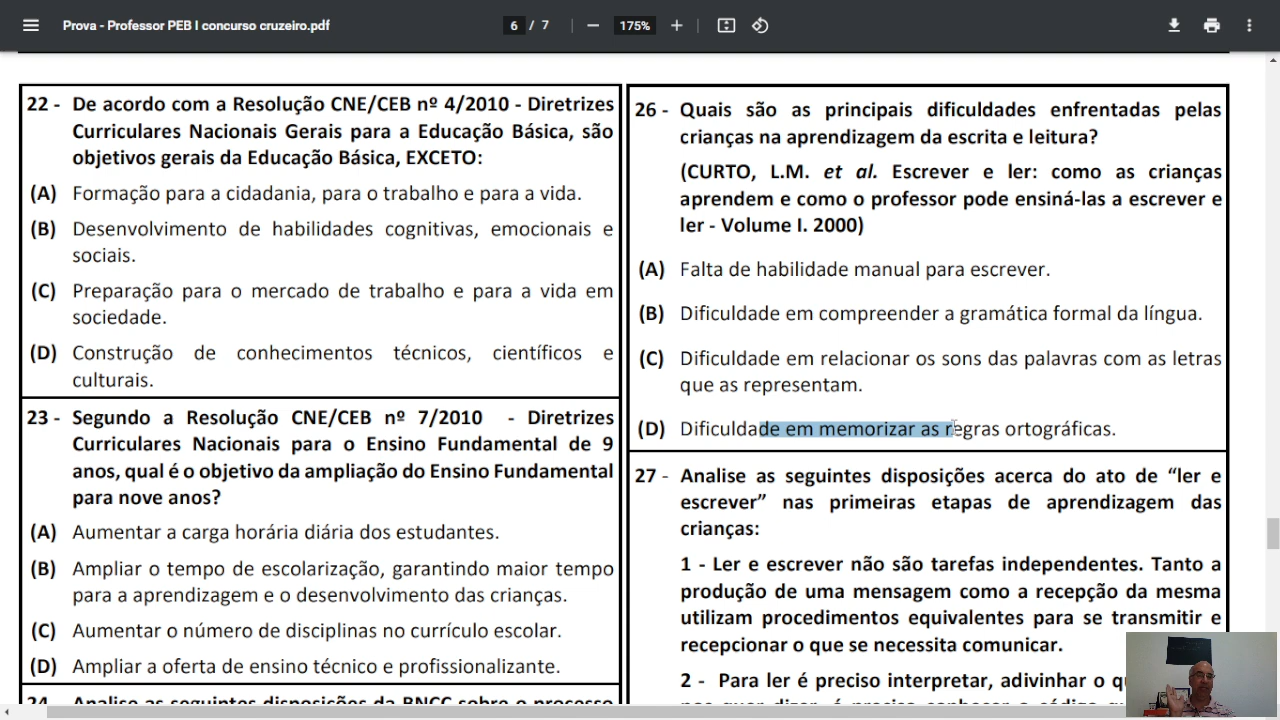 Prova - Professor PEB I concurso cruzeiro.pdf
6 / 7
175%
22 - De acordo com a Resolução CNE/CEB nº 4/2010 - Diretrizes
Curriculares Nacionais Gerais para a Educação Básica, são
objetivos gerais da Educação Básica, EXCETO:
(A) Formação para a cidadania, para o trabalho e para a vida.
(B) Desenvolvimento de habilidades cognitivas, emocionais e
sociais.
(C) Preparação para o mercado de trabalho e para a vida em
sociedade.
(D) Construção de conhecimentos técnicos, científicos e
culturais.
23 - Segundo a Resolução CNE/CEB nº 7/2010 - Diretrizes
Curriculares Nacionais para o Ensino Fundamental de 9
anos, qual é o objetivo da ampliação do Ensino Fundamental
para nove anos?
(A) Aumentar a carga horária diária dos estudantes.
(B) Ampliar o tempo de escolarização, garantindo maior tempo
para a aprendizagem e o desenvolvimento das crianças.
(C) Aumentar o número de disciplinas no currículo escolar.
(D) Ampliar a oferta de ensino técnico e profissionalizante.
24 - Analise as seguintes disposições da BNCC sobre o processo
26 - Quais são as principais dificuldades enfrentadas pelas
crianças na aprendizagem da escrita e leitura?
(CURTO, L.M. et al. Escrever e ler: como as crianças
aprendem e como o professor pode ensiná-las a escrever e
ler - Volume I. 2000)
(A) Falta de habilidade manual para escrever.
(B) Dificuldade em compreender a gramática formal da língua.
(C) Dificuldade em relacionar os sons das palavras com as letras
que as representam.
(D) Dificuldade em memorizar as regras ortográficas.
27 - Analise as seguintes disposições acerca do ato de “ler e
escrever” nas primeiras etapas de aprendizagem das
crianças:
1 - Ler e escrever não são tarefas independentes. Tanto a
produção de uma mensagem como a recepção da mesma
utilizam procedimentos equivalentes para se transmitir e
recepcionar o que se necessita comunicar.
2 - Para ler é preciso interpretar, adivinhar o